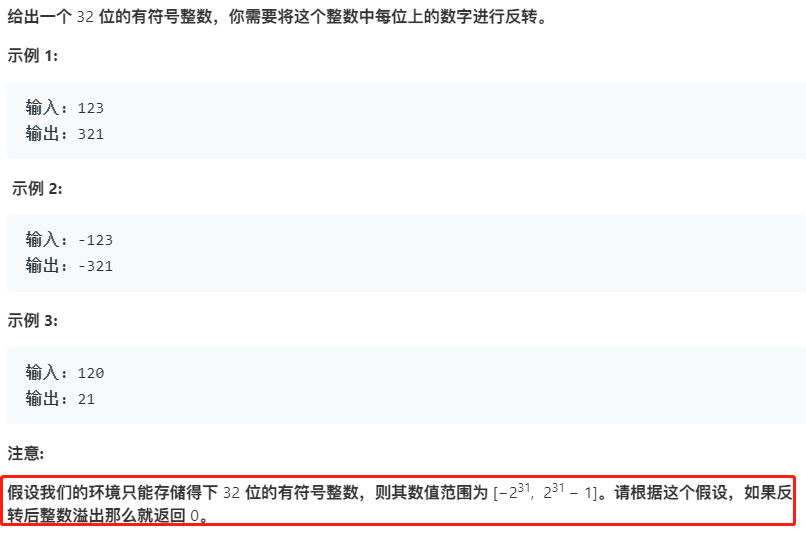 给出一个 32 位的有符号整数，你需要将这个整数中每位上的数字进行反转。
示例 1:
输入: 123
输出: 321
示例 2:
输入: -123
输出: -321
示例 3:
输入: 120
输出: 21
注意:
假设我们的环境只能存储得下 32 位的有符号整数，则其数值范围为 [−2³¹, 2³¹ − 1]。请根据这个假设，如果反
转后整数溢出那么就返回 0。